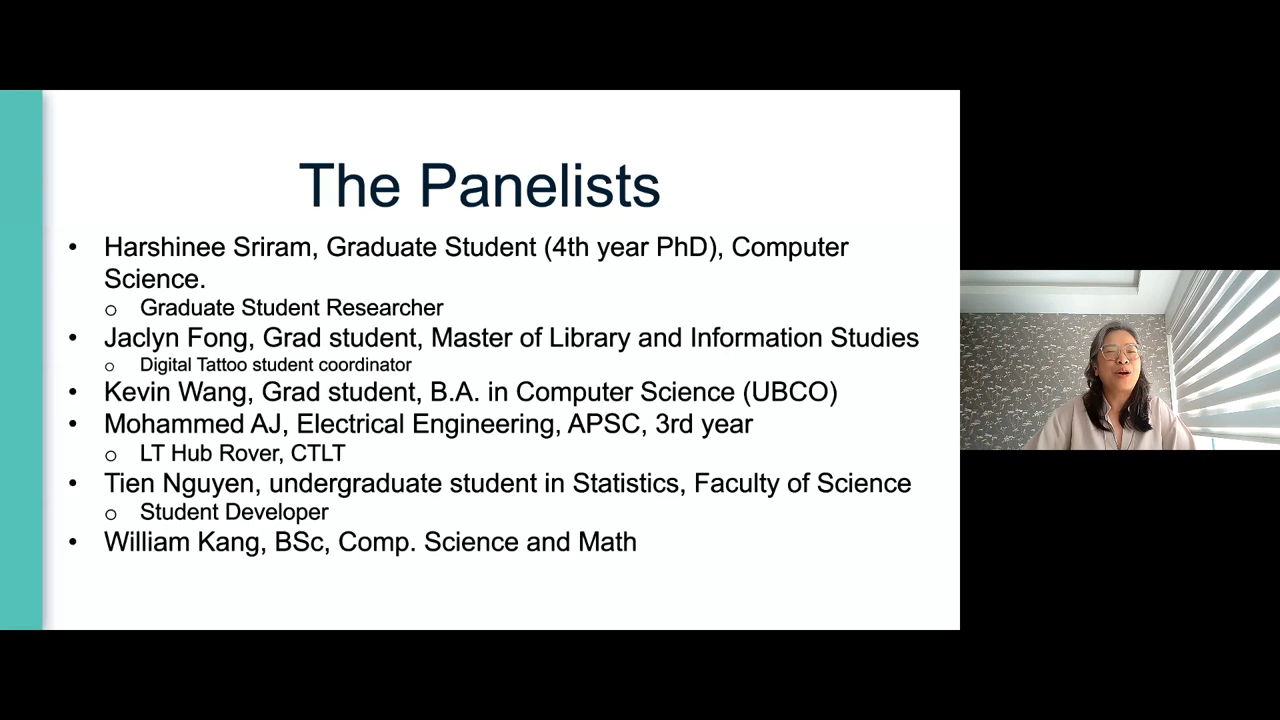 The Panelists
• Harshinee Sriram, Graduate Student (4th year PhD), Computer
Science.
o Graduate Student Researcher
• Jaclyn Fong, Grad student, Master of Library and Information Studies
o Digital Tattoo student coordinator
• Kevin Wang, Grad student, B.A. in Computer Science (UBCO)
• Mohammed AJ, Electrical Engineering, APSC, 3rd year
o LT Hub Rover, CTLT
• Tien Nguyen, undergraduate student in Statistics, Faculty of Science
o Student Developer
• William Kang, BSc, Comp. Science and Math